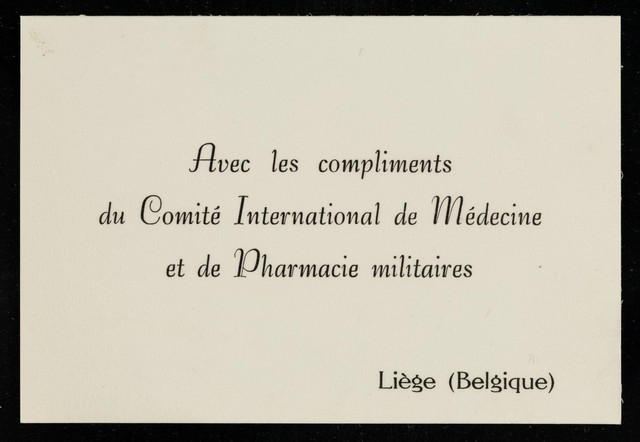 Avec les compliments
du Comité International de Médecine
et de Pharmacie militaires
Liège (Belgique)